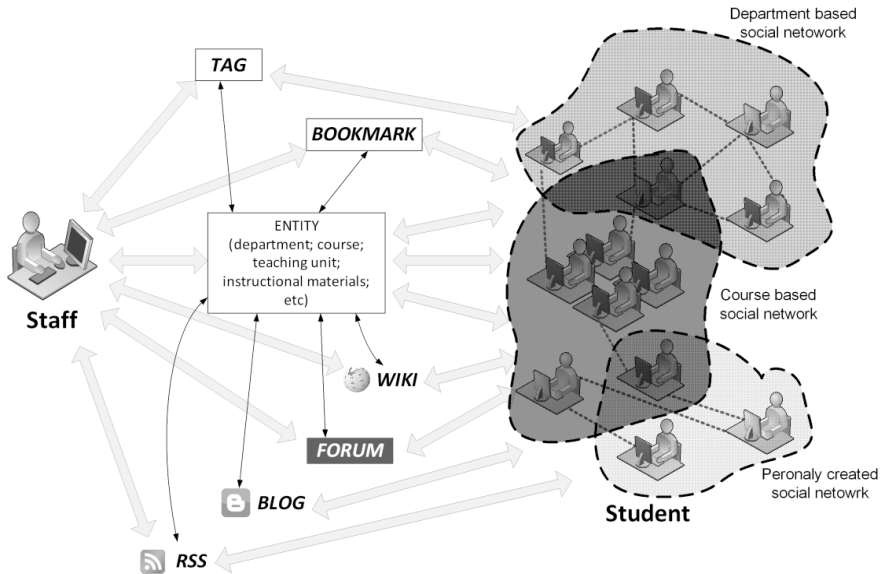 Department based
social netowork
TAG
BOOKMARK
ENTITY
(department; course;
teaching unit;
instructional materials;
etc)
Staff
Course based
social network
WIKI
FORUM
Peronaly created
social netowrk
BLOG
Student
RSS